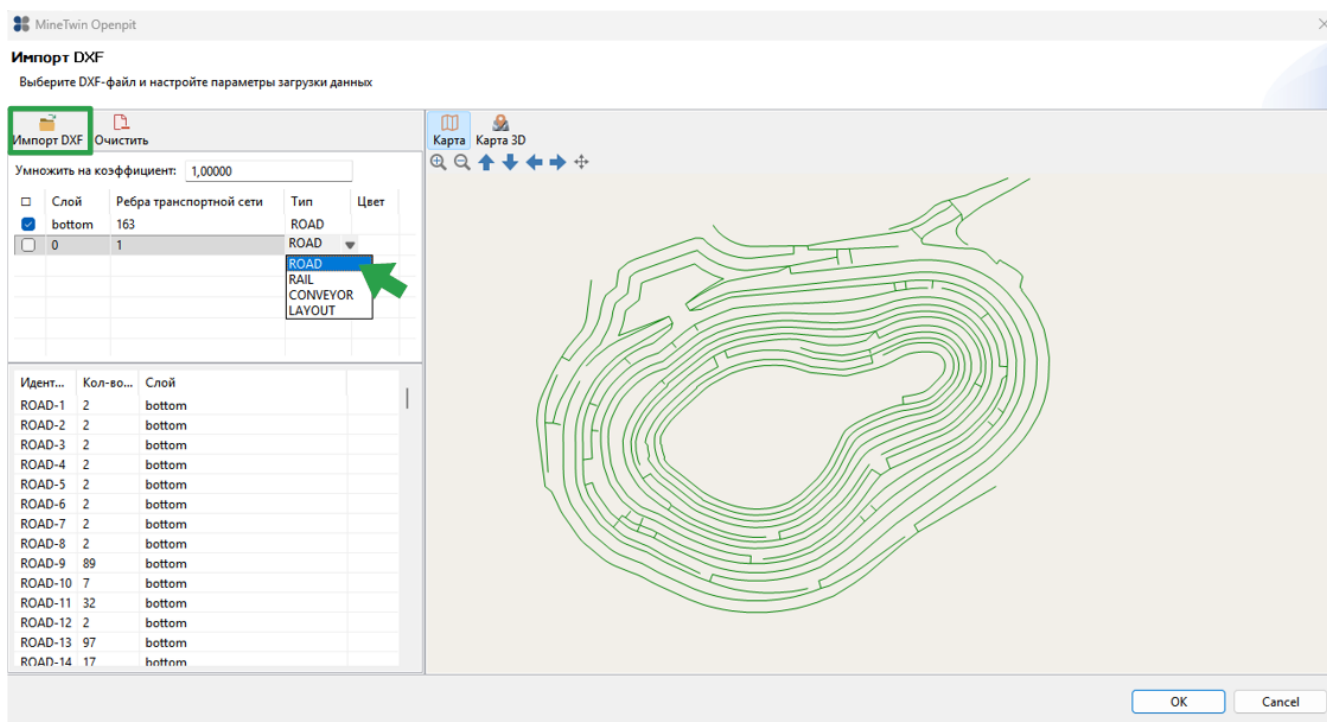 MineTwin Openpit
Импорт DXF
Выберите DXF-файл и настройте параметры загрузки данных
Импорт DXF Очистить
Умножить на коэффициент: 1,00000
Слой Ребра транспортной сети Тип Цвет
bottom 163 ROAD
0 1 ROAD
ROAD
RAIL
CONVEYOR
LAYOUT
Идент... Кол-во... Слой
ROAD-1 2 bottom
ROAD-2 2 bottom
ROAD-3 2 bottom
ROAD-4 2 bottom
ROAD-5 2 bottom
ROAD-6 2 bottom
ROAD-7 2 bottom
ROAD-8 2 bottom
ROAD-9 89 bottom
ROAD-10 7 bottom
ROAD-11 32 bottom
ROAD-12 2 bottom
ROAD-13 97 bottom
ROAD-14 17 bottom
Карта Карта 3D
OK Cancel